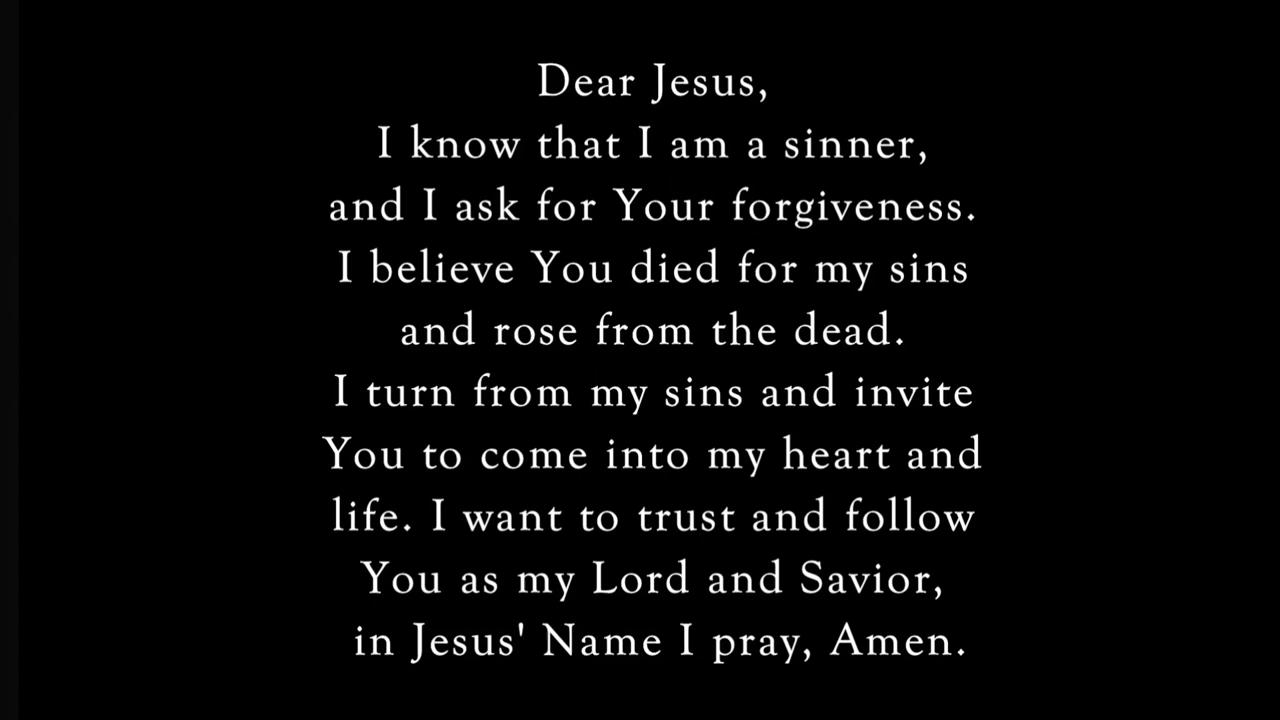 Dear Jesus,
I know that I am a sinner,
and I ask for Your forgiveness.
I believe You died for my sins
and rose from the dead.
I turn from my sins and invite
You to come into my heart and
life. I want to trust and follow
You as my Lord and Savior,
in Jesus' Name I pray, Amen.